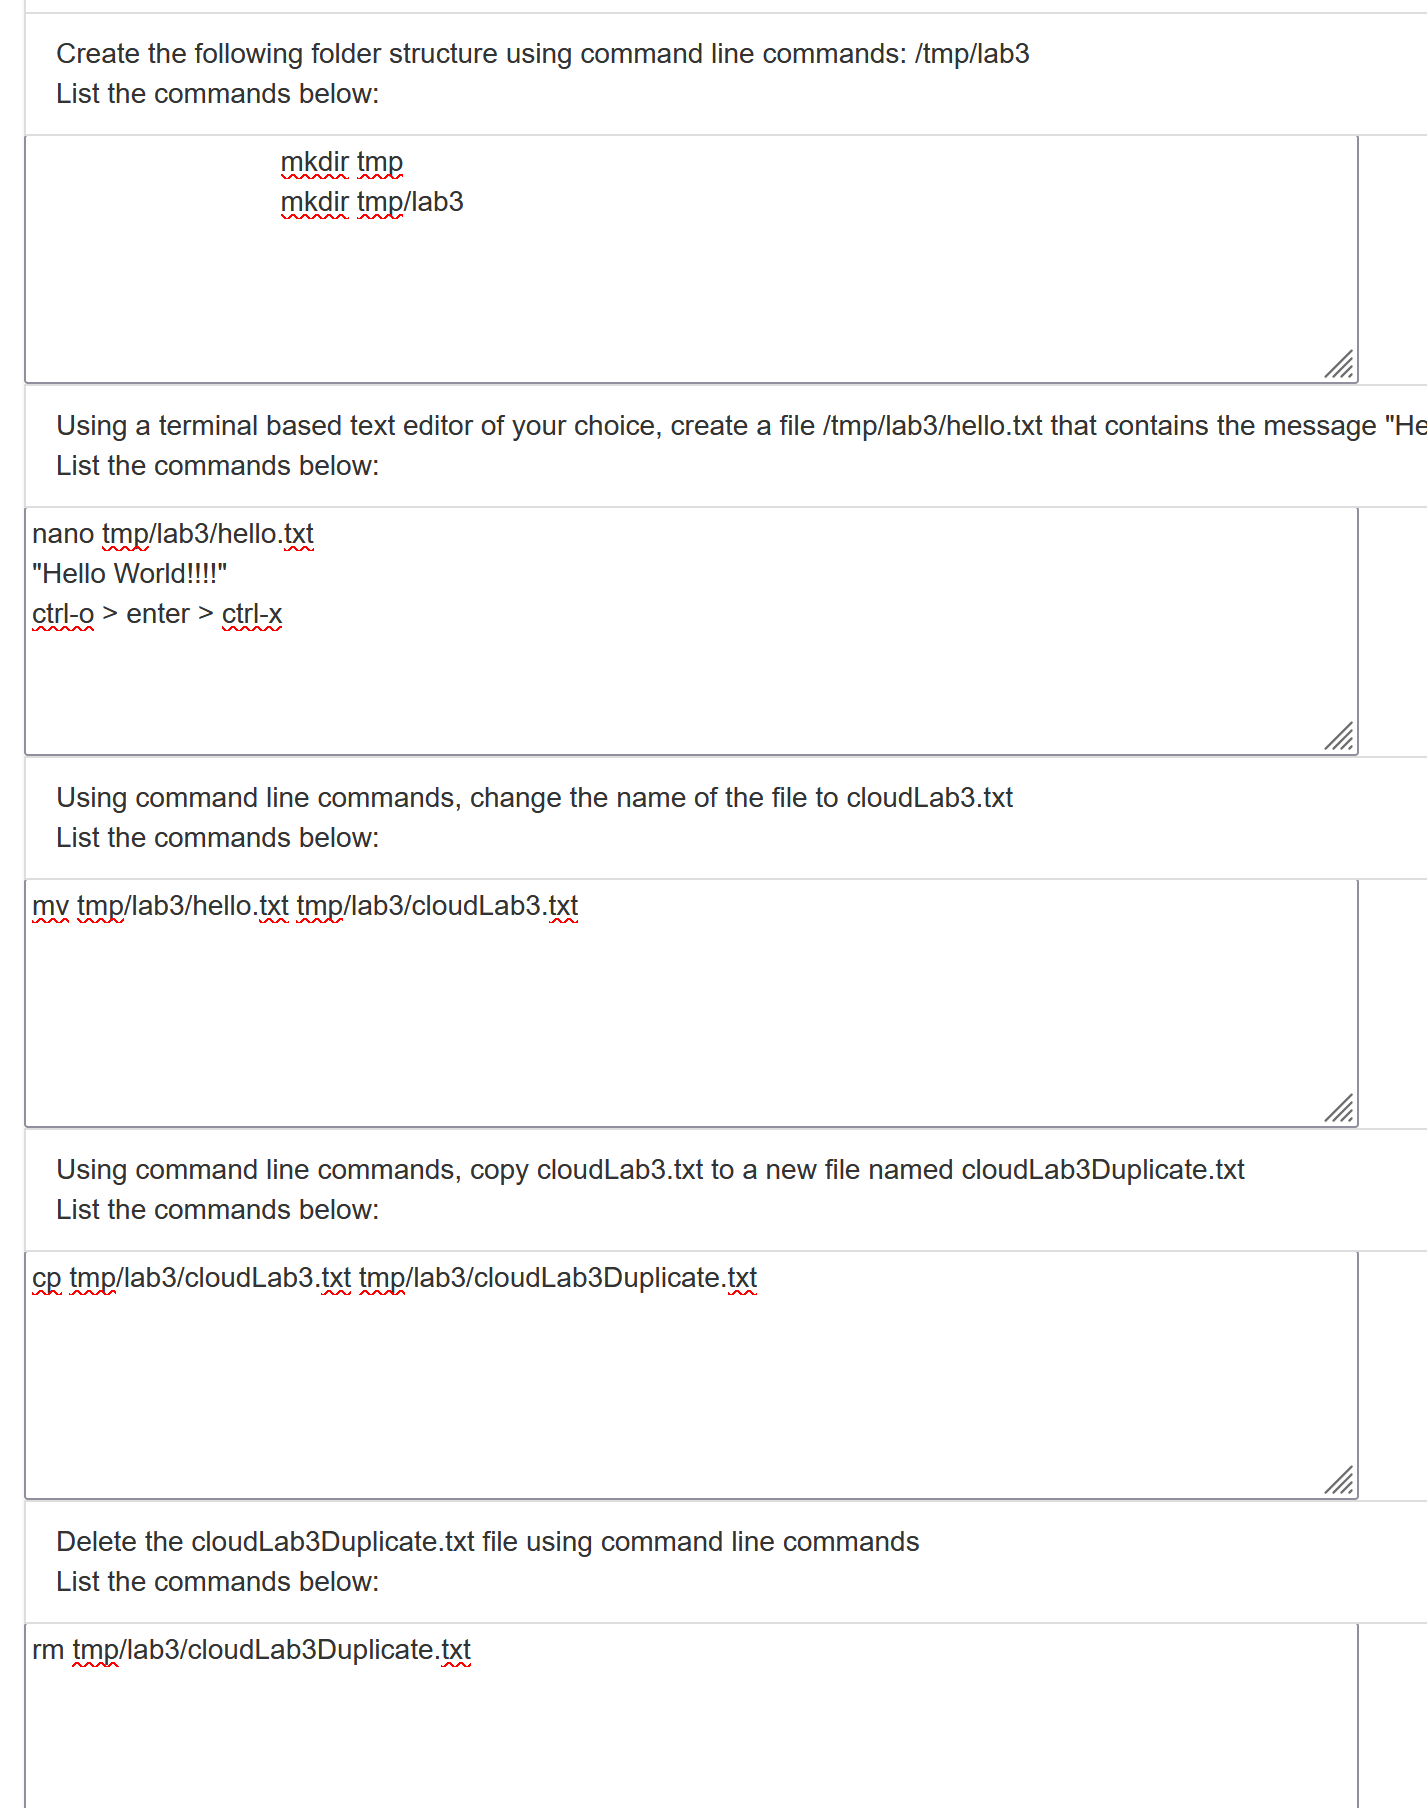 Create the following folder structure using command line commands: /tmp/lab3
List the commands below:
mkdir tmp
mkdir tmp/lab3
Using a terminal based text editor of your choice, create a file /tmp/lab3/hello.txt that contains the message "He
List the commands below:
nano tmp/lab3/hello.txt
"Hello World!!!!"
ctrl-o > enter > ctrl-x
Using command line commands, change the name of the file to cloudLab3.txt
List the commands below:
mv tmp/lab3/hello.txt tmp/lab3/cloudLab3.txt
Using command line commands, copy cloudLab3.txt to a new file named cloudLab3Duplicate.txt
List the commands below:
cp tmp/lab3/cloudLab3.txt tmp/lab3/cloudLab3Duplicate.txt
Delete the cloudLab3Duplicate.txt file using command line commands
List the commands below:
rm tmp/lab3/cloudLab3Duplicate.txt